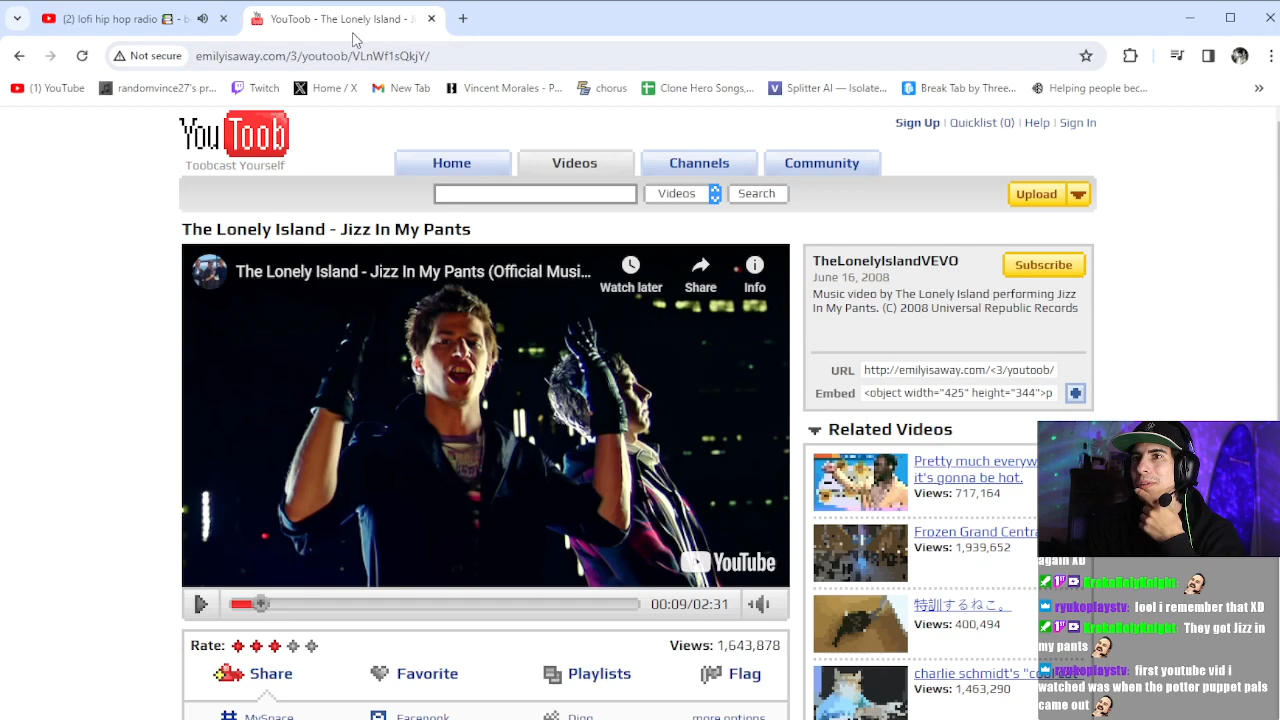 (2) lofi hip hop radio
YouToob - The Lonely Island - J
Not secure
emilyisaway.com/3/youtoob/VLnWf1sQkjY/
(1) YouTube
randomvince27's pr...
Twitch
Home / X
New Tab
Vincent Morales - P...
chorus
Clone Hero Songs,...
Splitter AI — Isolate...
Break Tab by Three...
Helping people bec...
YouToob
Toobcast Yourself
Sign Up | Quicklist (0) | Help | Sign In
Home
Videos
Channels
Community
Videos
Search
Upload
The Lonely Island - Jizz In My Pants
The Lonely Island - Jizz In My Pants (Official Musi...
Watch later
Share
Info
YouTube
00:09/02:31
TheLonelyIslandVEVO
Subscribe
June 16, 2008
Music video by The Lonely Island performing Jizz
In My Pants. (C) 2008 Universal Republic Records
URL http://emilyisaway.com/<3/youtoob/
Embed <object width="425" height="344">p
Related Videos
Pretty much everyw
it's gonna be hot.
Views: 717,164
Frozen Grand Centra
Views: 1,939,652
特訓するねこ。
Views: 400,494
charlie schmidt's "co
Views: 1,463,290
Rate:
Views: 1,643,878
Share
Favorite
Playlists
Flag
MySpace
Facebook
Digg
more options
again XD
ryukoplaystv: lool i remember that XD
They got Jizz in
my pants
ryukoplaystv: first youtube vid i
watched was when the potter puppet pals
came out